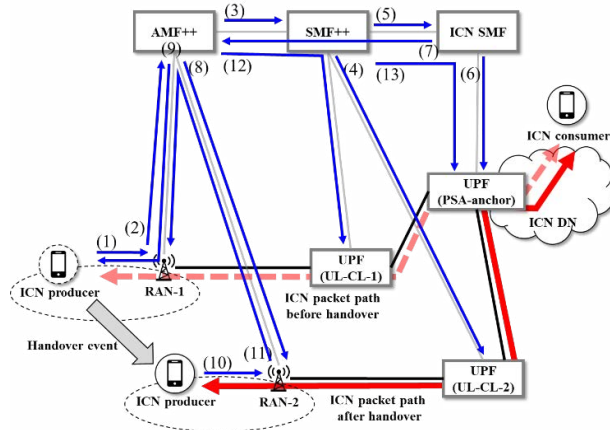 (3)
(5)
AMF++
SMF++
ICN SMF
(9)
(8)
(12)
(4)
(13)
(7)
(6)
ICN consumer
UPF
(PSA-anchor)
ICN DN
(2)
(1)
ICN producer
RAN-1
UPF
(UL-CL-1)
ICN packet path
before handover
Handover event
(10)
(11)
ICN producer
RAN-2
UPF
(UL-CL-2)
ICN packet path
after handover